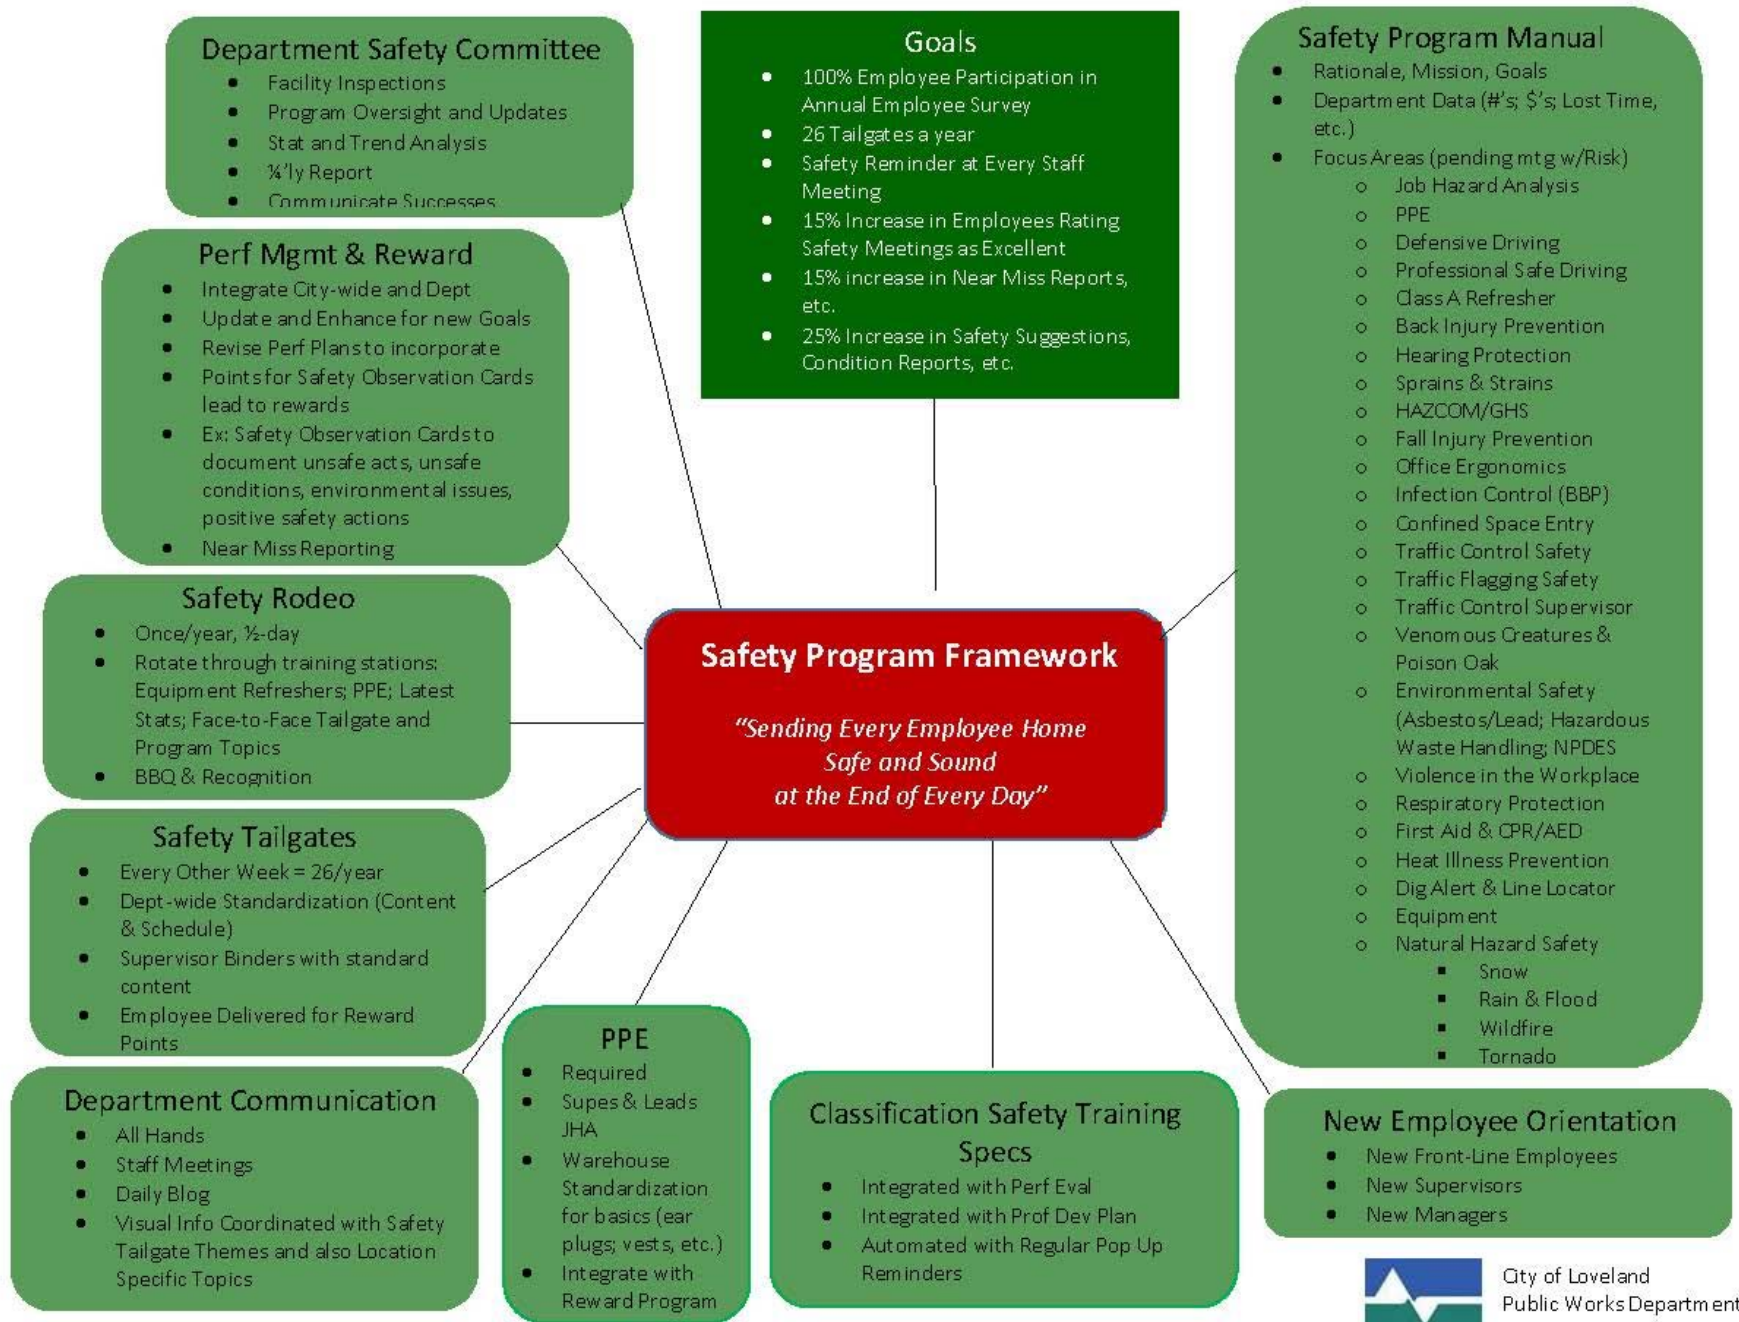 Department Safety Committee
• Facility Inspections
• Program Oversight and Updates
• Stat and Trend Analysis
• ¼'ly Report
• Communicate Successes
Perf Mgmt & Reward
• Integrate City-wide and Dept
• Update and Enhance for new Goals
• Revise Perf Plans to incorporate
• Points for Safety Observation Cards
lead to rewards
• Ex: Safety Observation Cards to
document unsafe acts, unsafe
conditions, environmental issues,
positive safety actions
• Near Miss Reporting
Safety Rodeo
• Once/year, ½-day
• Rotate through training stations:
Equipment Refreshers; PPE; Latest
Stats; Face-to-Face Tailgate and
Program Topics
• BBQ & Recognition
Safety Tailgates
• Every Other Week = 26/year
• Dept-wide Standardization (Content
& Schedule)
• Supervisor Binders with standard
content
• Employee Delivered for Reward
Points
Department Communication
• All Hands
• Staff Meetings
• Daily Blog
• Visual Info Coordinated with Safety
Tailgate Themes and also Location
Specific Topics
Goals
• 100% Employee Participation in
Annual Employee Survey
• 26 Tailgates a year
• Safety Reminder at Every Staff
Meeting
• 15% Increase in Employees Rating
Safety Meetings as Excellent
• 15% increase in Near Miss Reports,
etc.
• 25% Increase in Safety Suggestions,
Condition Reports, etc.
Safety Program Framework
"Sending Every Employee Home
Safe and Sound
at the End of Every Day"
PPE
• Required
• Supes & Leads
JHA
• Warehouse
Standardization
for basics (ear
plugs; vests, etc.)
• Integrate with
Reward Program
Classification Safety Training
Specs
• Integrated with Perf Eval
• Integrated with Prof Dev Plan
• Automated with Regular Pop Up
Reminders
Safety Program Manual
• Rationale, Mission, Goals
• Department Data (#'s; $'s; Lost Time,
etc.)
• Focus Areas (pending mtg w/Risk)
o Job Hazard Analysis
o PPE
o Defensive Driving
o Professional Safe Driving
o Class A Refresher
o Back Injury Prevention
o Hearing Protection
o Sprains & Strains
o HAZCOM/GHS
o Fall Injury Prevention
o Office Ergonomics
o Infection Control (BBP)
o Confined Space Entry
o Traffic Control Safety
o Traffic Flagging Safety
o Traffic Control Supervisor
o Venomous Creatures &
Poison Oak
o Environmental Safety
(Asbestos/Lead; Hazardous
Waste Handling; NPDES
o Violence in the Workplace
o Respiratory Protection
o First Aid & CPR/AED
o Heat Illness Prevention
o Dig Alert & Line Locator
o Equipment
o Natural Hazard Safety
▪ Snow
▪ Rain & Flood
▪ Wildfire
▪ Tornado
New Employee Orientation
• New Front-Line Employees
• New Supervisors
• New Managers
City of Loveland
Public Works Department